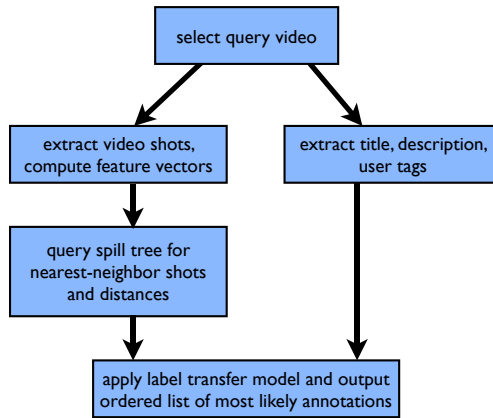 select query video
extract video shots,
compute feature vectors
extract title, description,
user tags
query spill tree for
nearest-neighbor shots
and distances
apply label transfer model and output
ordered list of most likely annotations